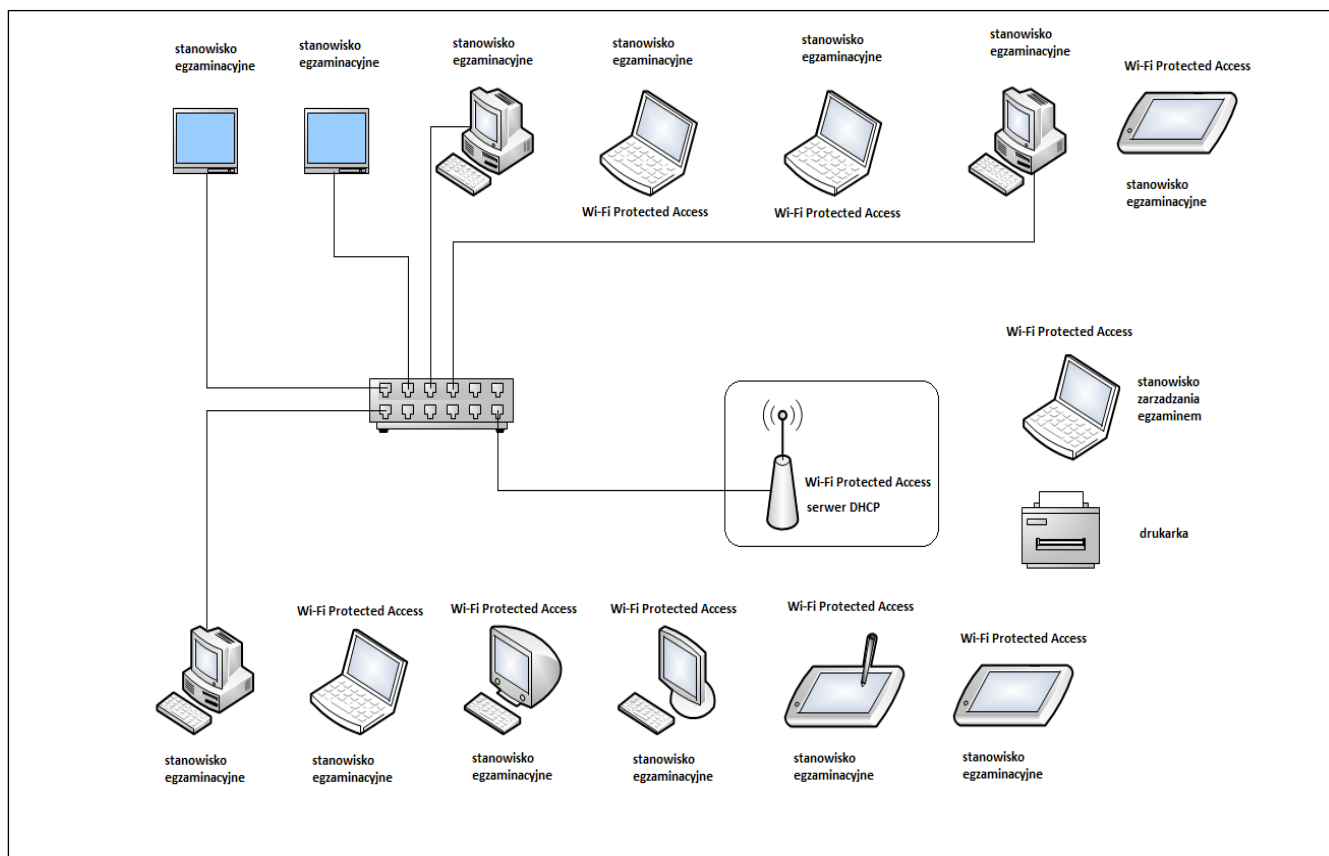 stanowisko
egzaminacyjne
stanowisko
egzaminacyjne
stanowisko
egzaminacyjne
stanowisko
egzaminacyjne
stanowisko
egzaminacyjne
stanowisko
egzaminacyjne
Wi-Fi Protected Access
stanowisko
egzaminacyjne
Wi-Fi Protected Access
Wi-Fi Protected Access
Wi-Fi Protected Access
stanowisko
zarzadzania
egzaminem
Wi-Fi Protected Access
serwer DHCP
drukarka
Wi-Fi Protected Access
Wi-Fi Protected Access
Wi-Fi Protected Access
Wi-Fi Protected Access
Wi-Fi Protected Access
stanowisko
egzaminacyjne
stanowisko
egzaminacyjne
stanowisko
egzaminacyjne
stanowisko
egzaminacyjne
stanowisko
egzaminacyjne
stanowisko
egzaminacyjne